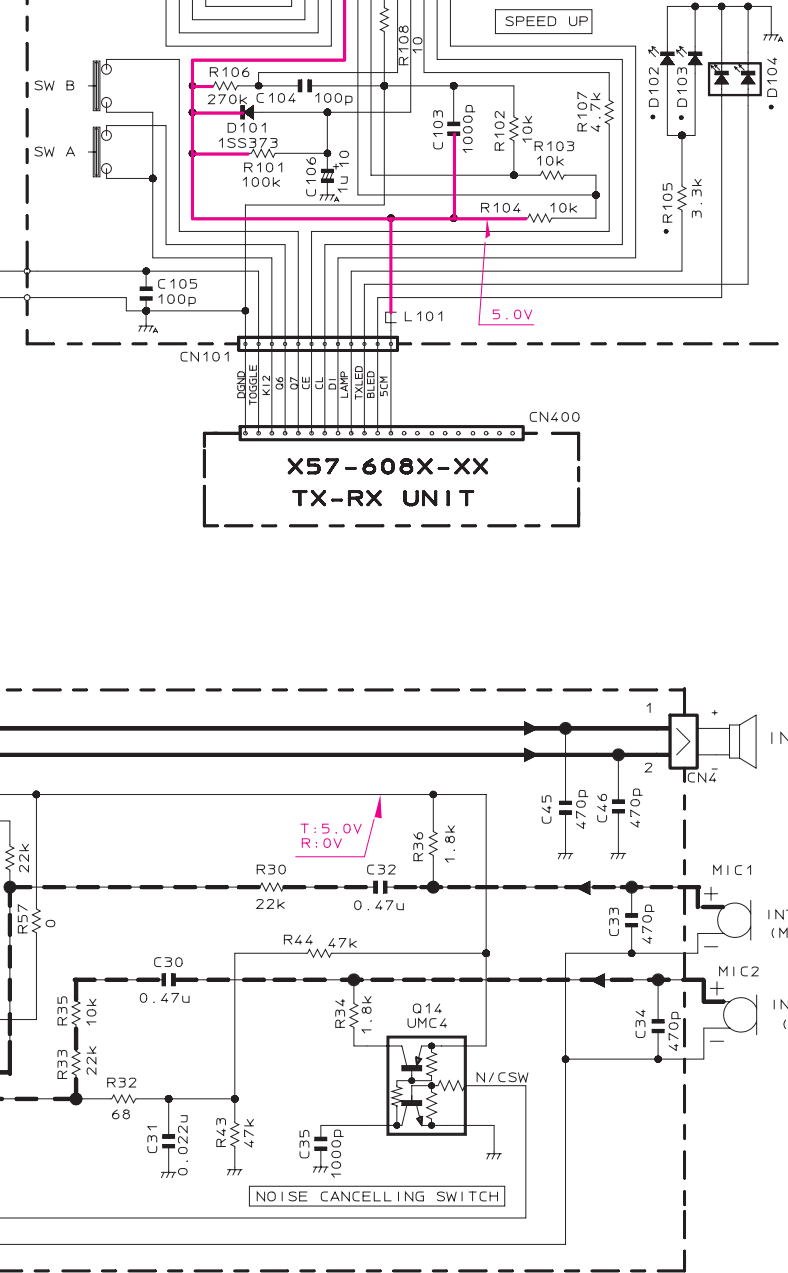 SPEED UP
R108
10
SW B
R106
270k
C104
100p
D101
1SS373
SW A
R101
100k
C106
1u 10
+
A
C103
1000p
R102
10k
R103
10k
R107
4.7k
R104
10k
D102
D103
D104
A
R105
3.3k
C105
100p
A
L101
5.0V
CN101
DGND
TOGGLE
KI2
Q6
Q7
CE
CL
DI
LAMP
TXLED
BLED
5CM
CN400
X57-608X-XX
TX-RX UNIT
1
+
IN
2
-
CN4
C45
470p
C46
470p
T:5.0V
R:0V
R36
1.8k
22k
R30
22k
C32
0.47u
MIC1
+
INT
(M
-
R57
0
C33
470p
R44
47k
C30
0.47u
MIC2
+
IN
(
-
R35
10k
R34
1.8k
Q14
UMC4
C34
470p
R33
22k
N/CSW
R32
68
C31
0.022u
R43
47k
C35
1000p
NOISE CANCELLING SWITCH